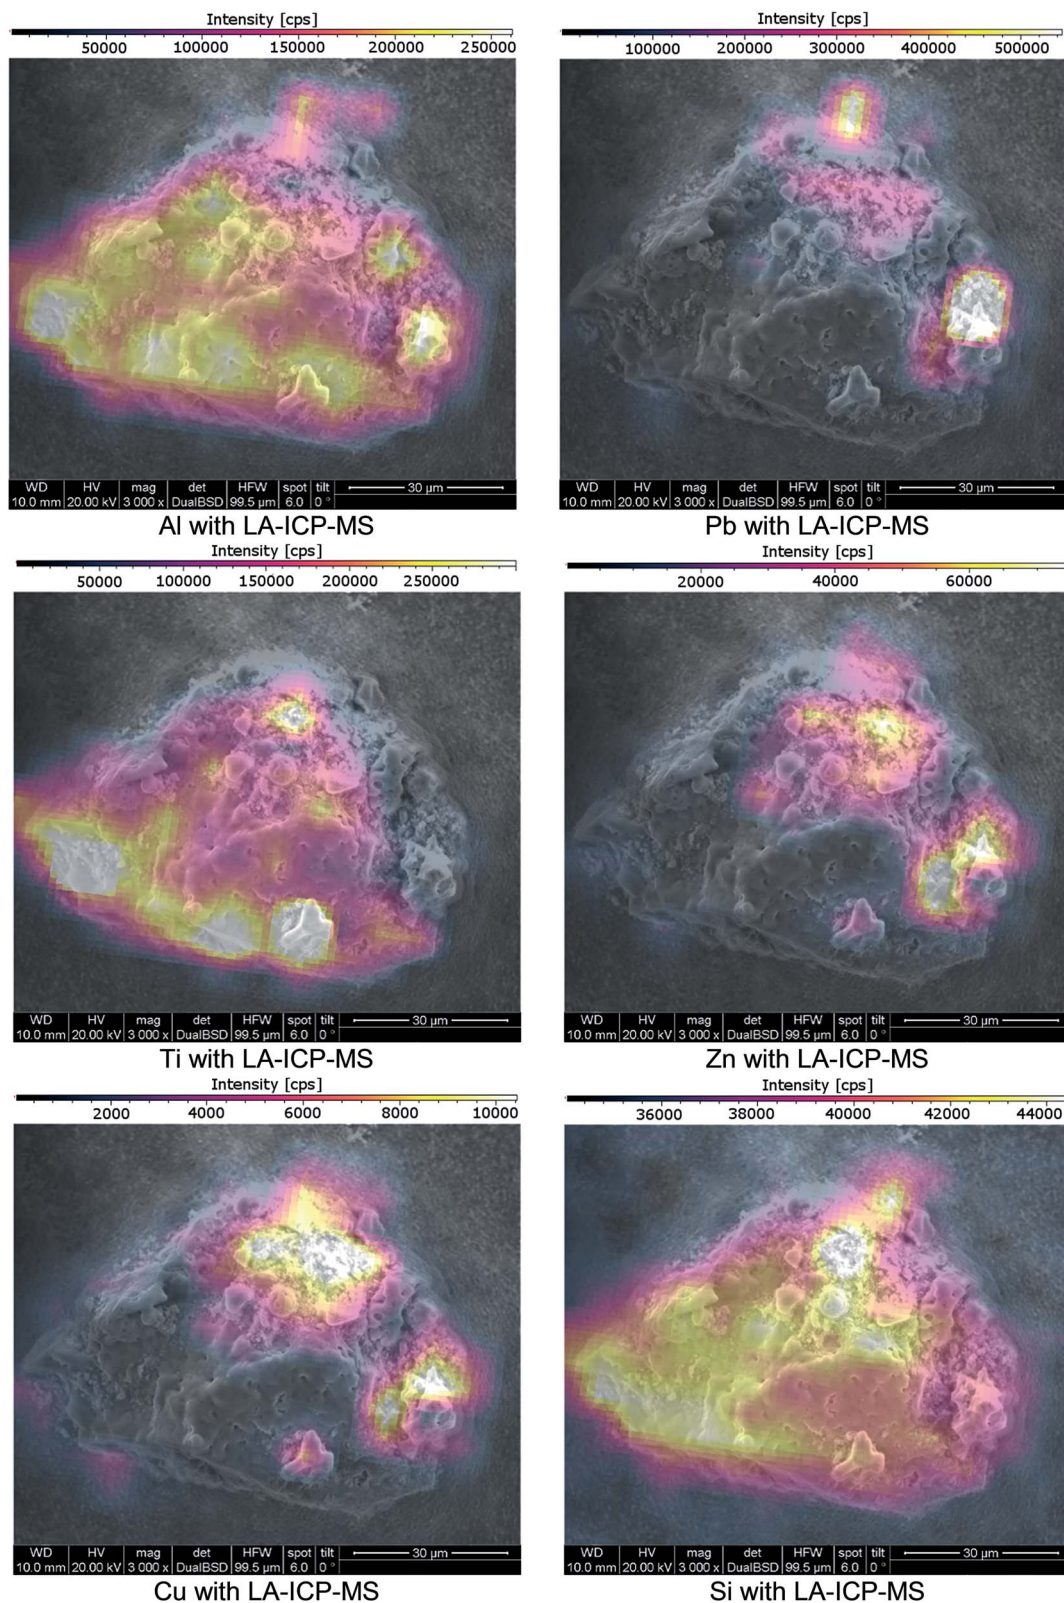 Intensity [cps]
50000 100000 150000 200000 250000
WD HV mag det HFW spot tilt 30 µm
10.0 mm 20.00 kV 3 000 x DualBSD 99.5 µm 6.0 0 °
Al with LA-ICP-MS
Intensity [cps]
100000 200000 300000 400000 500000
WD HV mag det HFW spot tilt 30 µm
10.0 mm 20.00 kV 3 000 x DualBSD 99.5 µm 6.0 0 °
Pb with LA-ICP-MS
Intensity [cps]
50000 100000 150000 200000 250000
WD HV mag det HFW spot tilt 30 µm
10.0 mm 20.00 kV 3 000 x DualBSD 99.5 µm 6.0 0 °
Ti with LA-ICP-MS
Intensity [cps]
20000 40000 60000
WD HV mag det HFW spot tilt 30 µm
10.0 mm 20.00 kV 3 000 x DualBSD 99.5 µm 6.0 0 °
Zn with LA-ICP-MS
Intensity [cps]
2000 4000 6000 8000 10000
WD HV mag det HFW spot tilt 30 µm
10.0 mm 20.00 kV 3 000 x DualBSD 99.5 µm 6.0 0 °
Cu with LA-ICP-MS
Intensity [cps]
36000 38000 40000 42000 44000
WD HV mag det HFW spot tilt 30 µm
10.0 mm 20.00 kV 3 000 x DualBSD 99.5 µm 6.0 0 °
Si with LA-ICP-MS